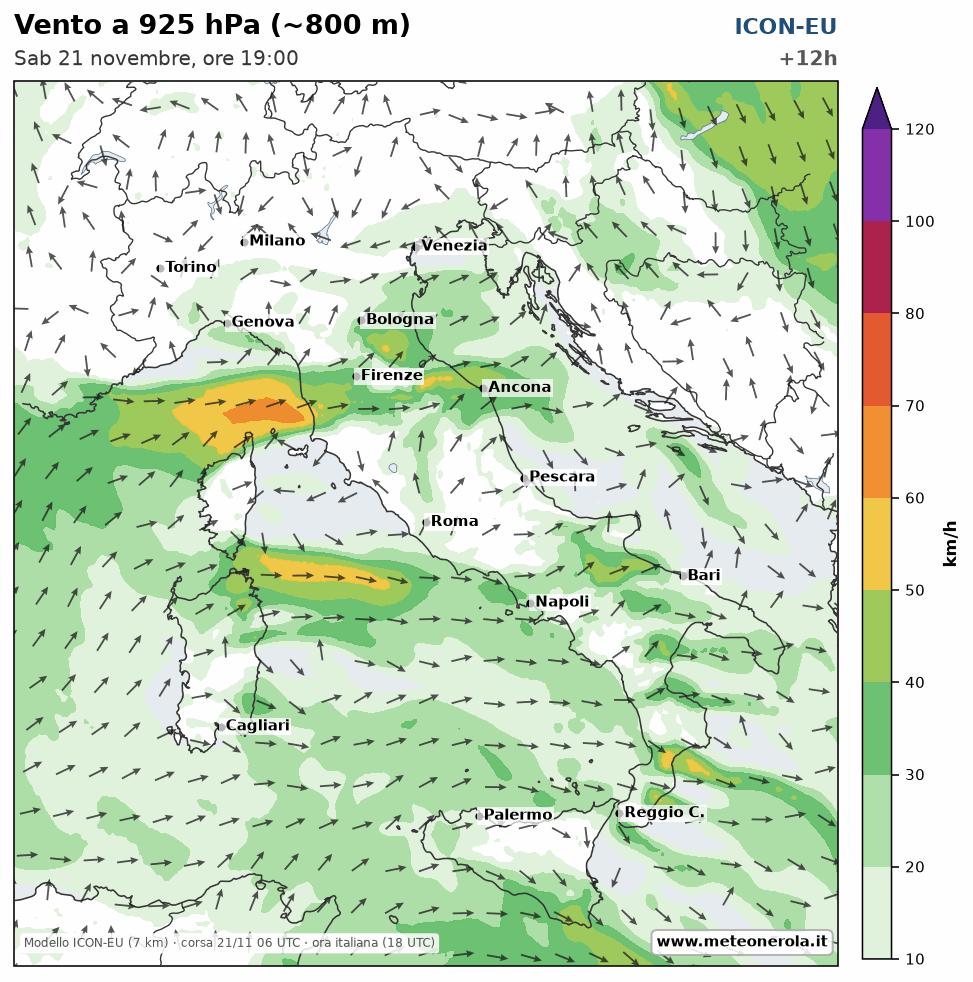 Vento a 925 hPa (~800 m)
ICON-EU
Sab 21 novembre, ore 19:00
+12h
120
100
80
70
60
50
40
30
20
10
km/h
Milano
Venezia
Torino
Genova
Bologna
Firenze
Ancona
Pescara
Roma
Bari
Napoli
Cagliari
Palermo
Reggio C.
Modello ICON-EU (7 km) · corsa 21/11 06 UTC · ora italiana (18 UTC)
www.meteonerola.it